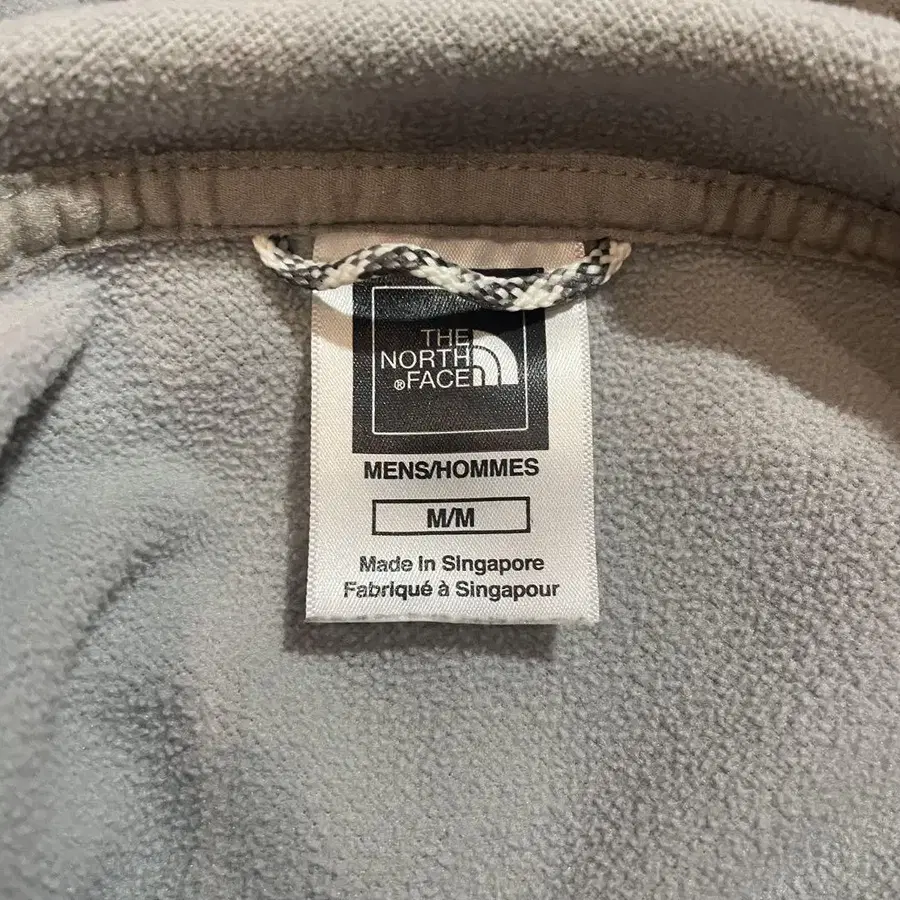 THE
NORTH
®FACE
MENS/HOMMES
M/M
Made In Singapore
Fabriqué à Singapour